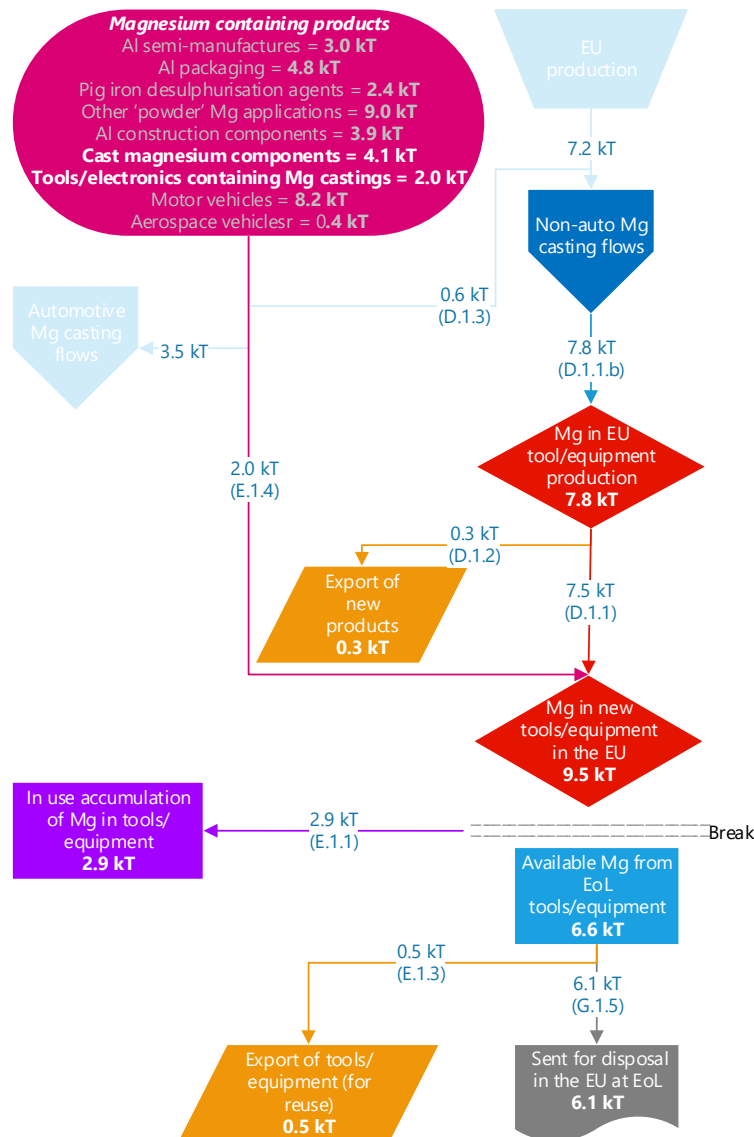 Magnesium containing products
Al semi-manufactures = 3.0 kT
Al packaging = 4.8 kT
Pig iron desulphurisation agents = 2.4 kT
Other ‘powder’ Mg applications = 9.0 kT
Al construction components = 3.9 kT
Cast magnesium components = 4.1 kT
Tools/electronics containing Mg castings = 2.0 kT
Motor vehicles = 8.2 kT
Aerospace vehiclesr = 0.4 kT
EU
production
7.2 kT
Non-auto Mg
casting flows
0.6 kT
(D.1.3)
Automotive
Mg casting
flows
3.5 kT
7.8 kT
(D.1.1.b)
Mg in EU
tool/equipment
production
7.8 kT
2.0 kT
(E.1.4)
0.3 kT
(D.1.2)
Export of
new
products
0.3 kT
7.5 kT
(D.1.1)
Mg in new
tools/equipment
in the EU
9.5 kT
In use accumulation
of Mg in tools/
equipment
2.9 kT
2.9 kT
(E.1.1)
Break
Available Mg from
EoL
tools/equipment
6.6 kT
0.5 kT
(E.1.3)
6.1 kT
(G.1.5)
Export of tools/
equipment (for
reuse)
0.5 kT
Sent for disposal
in the EU at EoL
6.1 kT